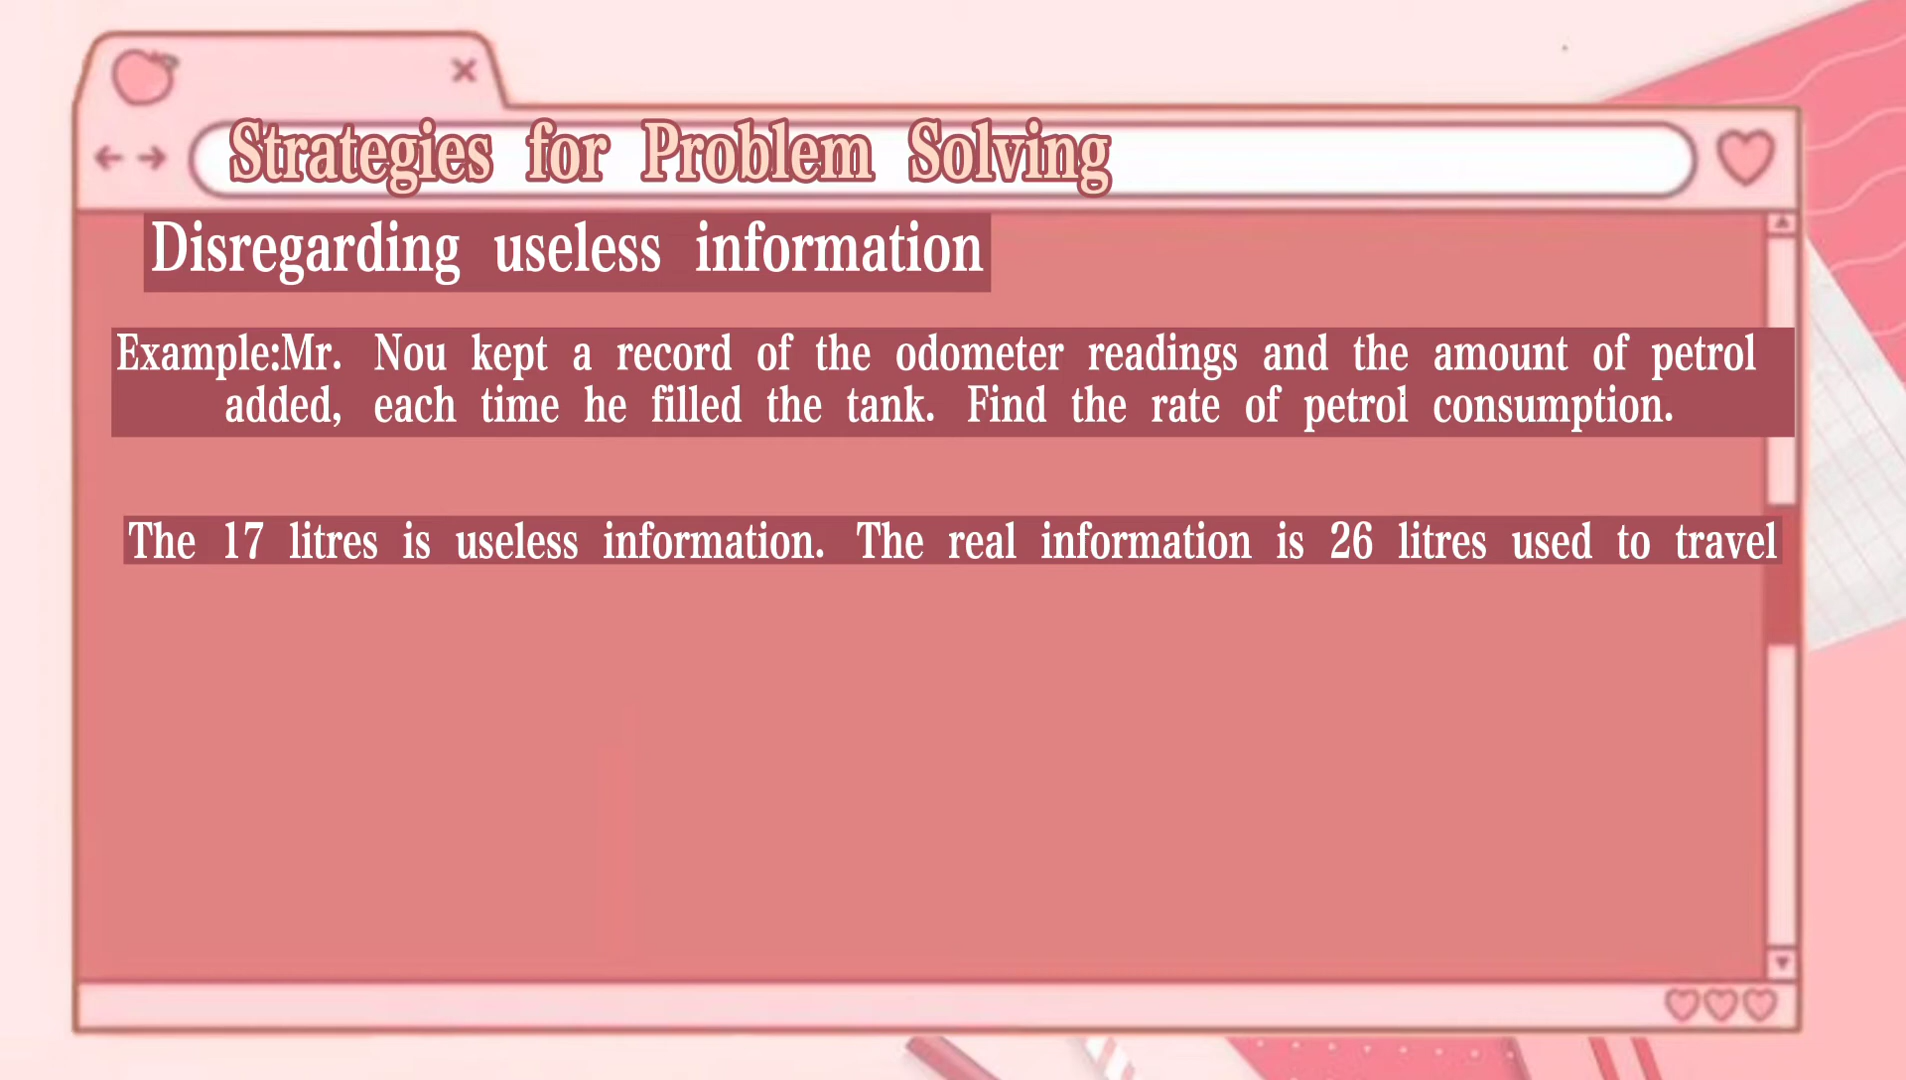 Strategies for Problem Solving
Disregarding useless information
Example:Mr. Nou kept a record of the odometer readings and the amount of petrol
added, each time he filled the tank. Find the rate of petrol consumption.
The 17 litres is useless information. The real information is 26 litres used to travel